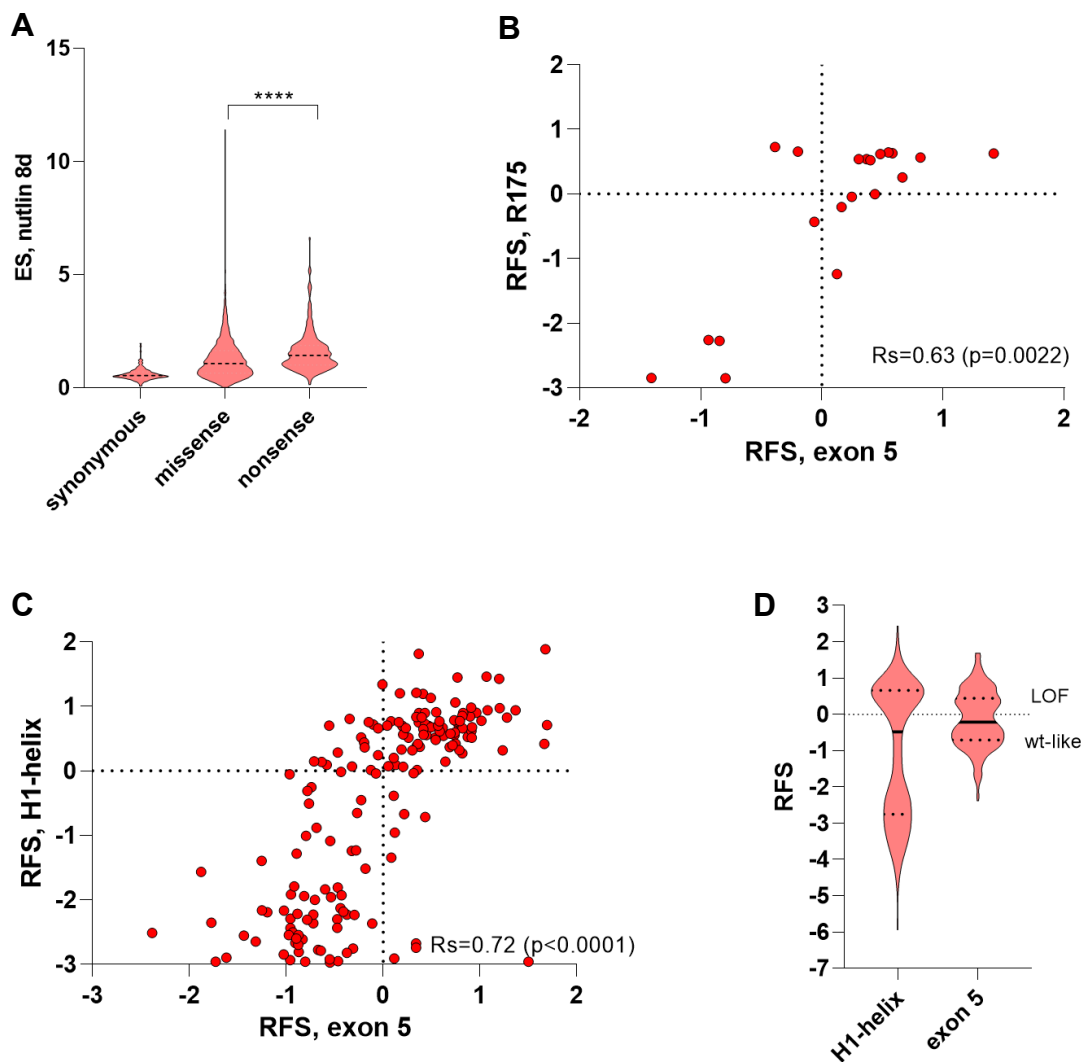 A
15
10
5
0
ES, nutlin 8d
****
synonymous
missense
nonsense
B
2
1
0
-1
-2
-3
RFS, R175
Rs=0.63 (p=0.0022)
-2
-1
0
1
2
RFS, exon 5
C
2
1
0
-1
-2
-3
RFS, H1-helix
Rs=0.72 (p<0.0001)
-3
-2
-1
0
1
2
RFS, exon 5
D
3
2
1
0
-1
-2
-3
-4
-5
-6
-7
RFS
LOF
wt-like
H1-helix
exon 5